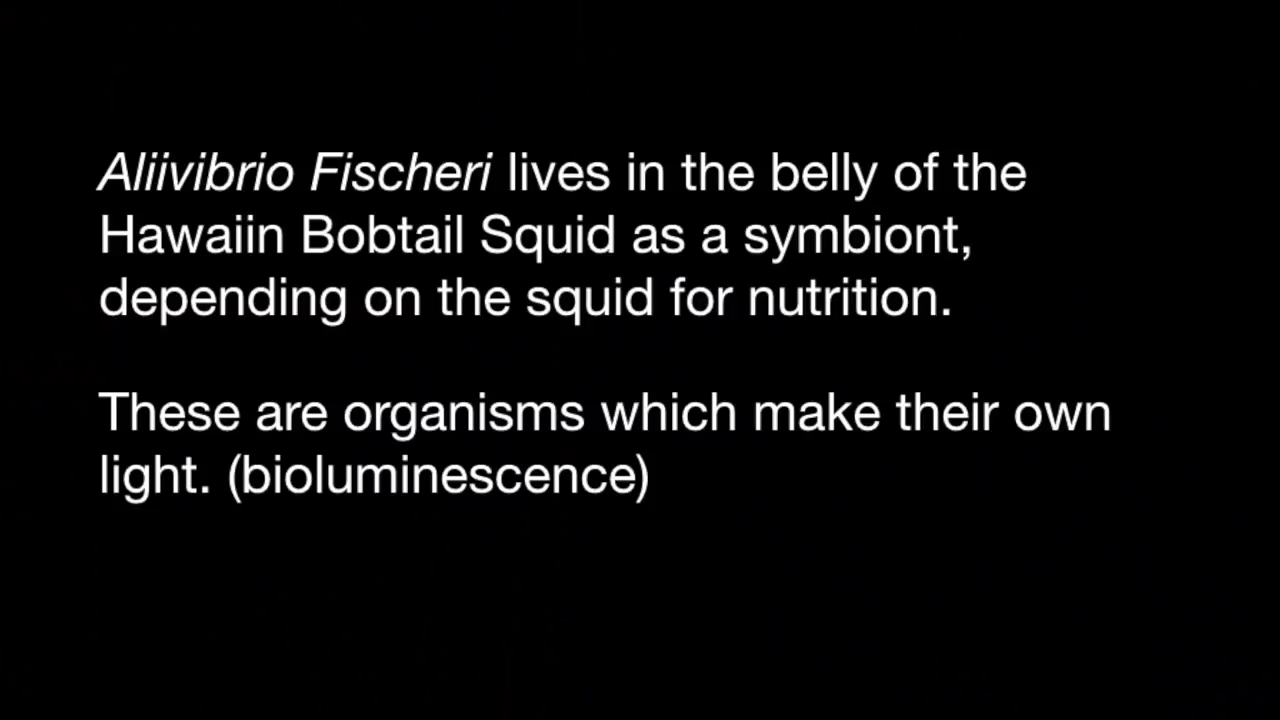 Aliivibrio Fischeri lives in the belly of the
Hawaiin Bobtail Squid as a symbiont,
depending on the squid for nutrition.
These are organisms which make their own
light. (bioluminescence)